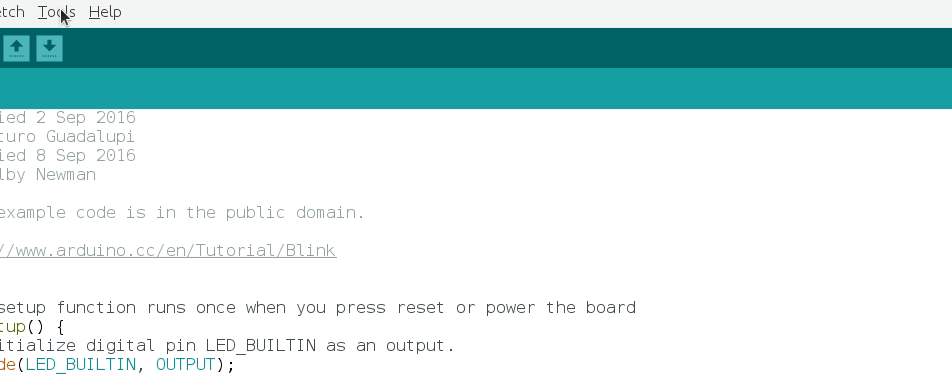 etch Tools Help
ied 2 Sep 2016
turo Guadalupi
ied 8 Sep 2016
lby Newman
example code is in the public domain.
//www.arduino.cc/en/Tutorial/Blink
setup function runs once when you press reset or power the board
tup() {
itialize digital pin LED_BUILTIN as an output.
de(LED_BUILTIN, OUTPUT);